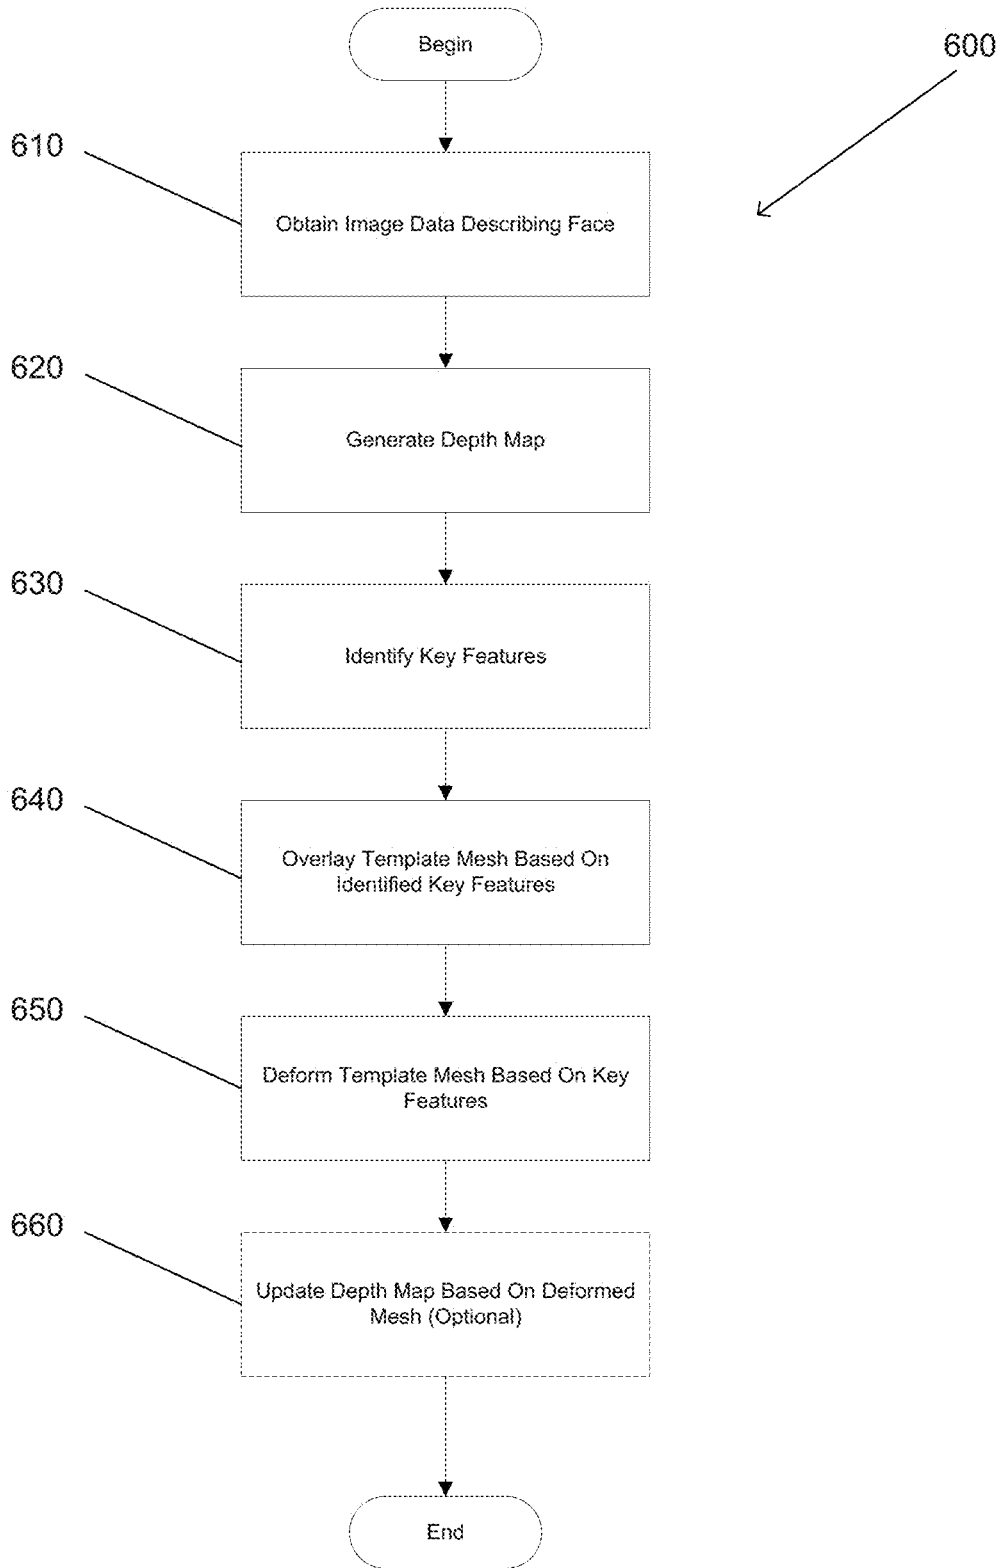 Begin
600
610
Obtain Image Data Describing Face
620
Generate Depth Map
630
Identify Key Features
640
Overlay Template Mesh Based On
Identified Key Features
650
Deform Template Mesh Based On Key
Features
660
Update Depth Map Based On Deformed
Mesh (Optional)
End